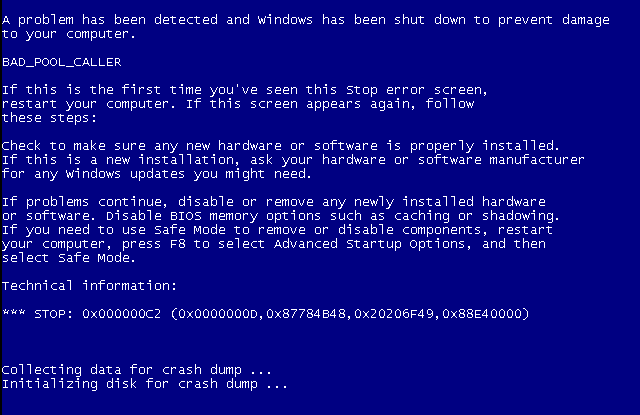 A problem has been detected and Windows has been shut down to prevent damage
to your computer.
BAD_POOL_CALLER
If this is the first time you've seen this Stop error screen,
restart your computer. If this screen appears again, follow
these steps:
Check to make sure any new hardware or software is properly installed.
If this is a new installation, ask your hardware or software manufacturer
for any Windows updates you might need.
If problems continue, disable or remove any newly installed hardware
or software. Disable BIOS memory options such as caching or shadowing.
If you need to use Safe Mode to remove or disable components, restart
your computer, press F8 to select Advanced Startup Options, and then
select Safe Mode.
Technical information:
*** STOP: 0x000000C2 (0x0000000D,0x87784B48,0x20206F49,0x88E40000)
Collecting data for crash dump ...
Initializing disk for crash dump ...